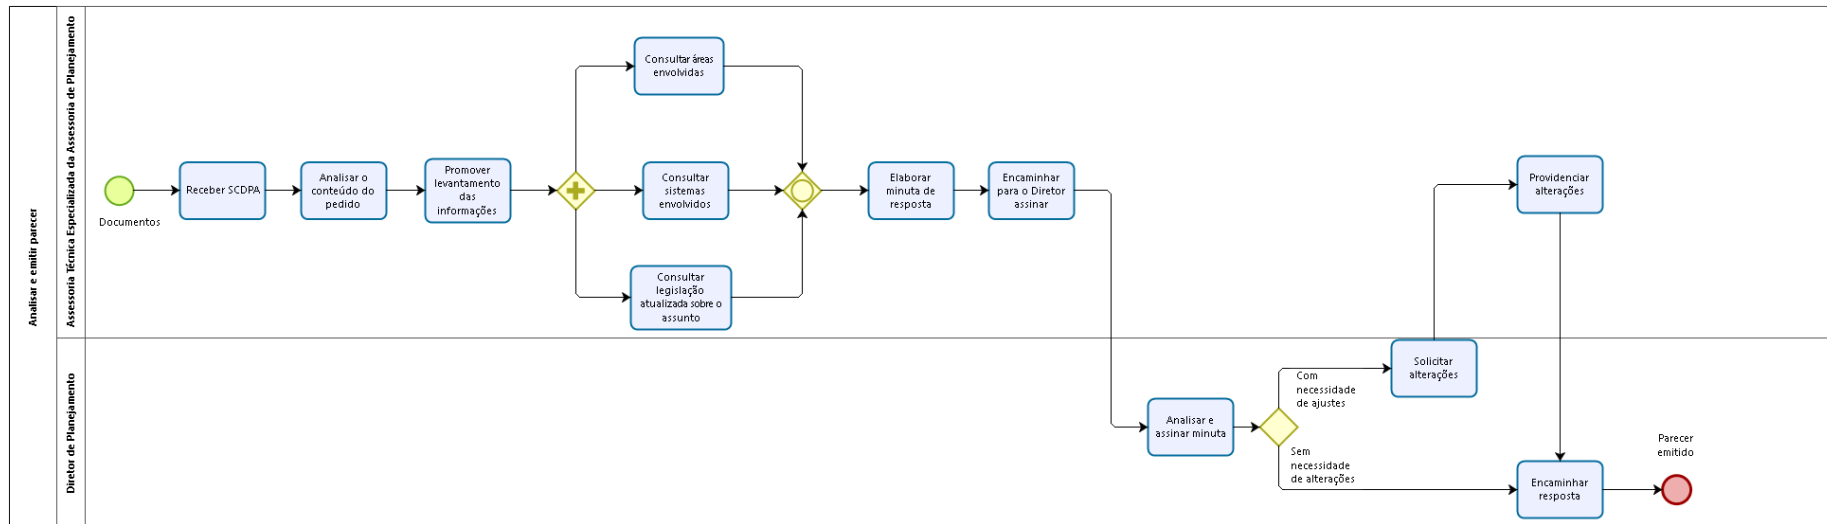 Analisar e emitir parecer
Assessoria Técnica Especializada da Assessoria de Planejamento
Documentos
Receber SCDPA
Analisar o
conteúdo do
pedido
Promover
levantamento
das
informações
Consultar áreas
envolvidas
Consultar
sistemas
envolvidos
Consultar
legislação
atualizada sobre o
assunto
Elaborar
minuta de
resposta
Encaminhar
para o Diretor
assinar
Providenciar
alterações
Diretor de Planejamento
Analisar e
assinar minuta
Com
necessidade
de ajustes
Solicitar
alterações
Sem
necessidade
de alterações
Encaminhar
resposta
Parecer
emitido